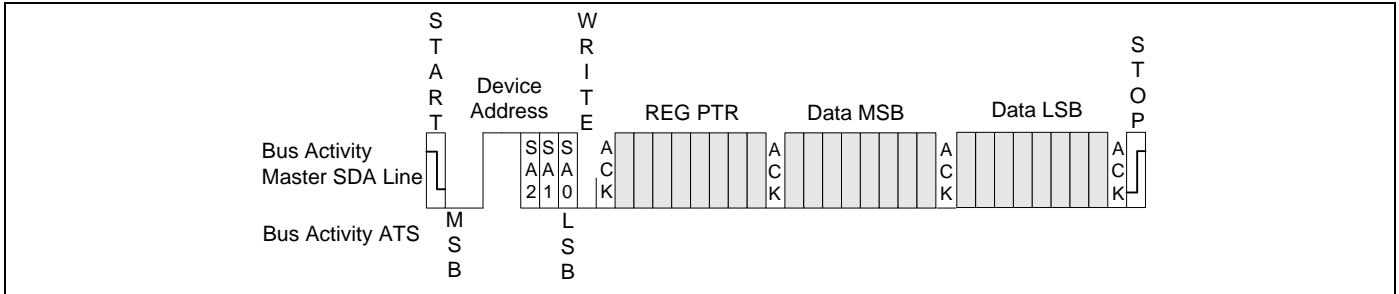 START
WRITE
STOP
Device
Address
REG PTR
Data MSB
Data LSB
Bus Activity
Master SDA Line
SA2
SA1
SA0
ACK
ACK
ACK
ACK
Bus Activity ATS
MSB
LSB